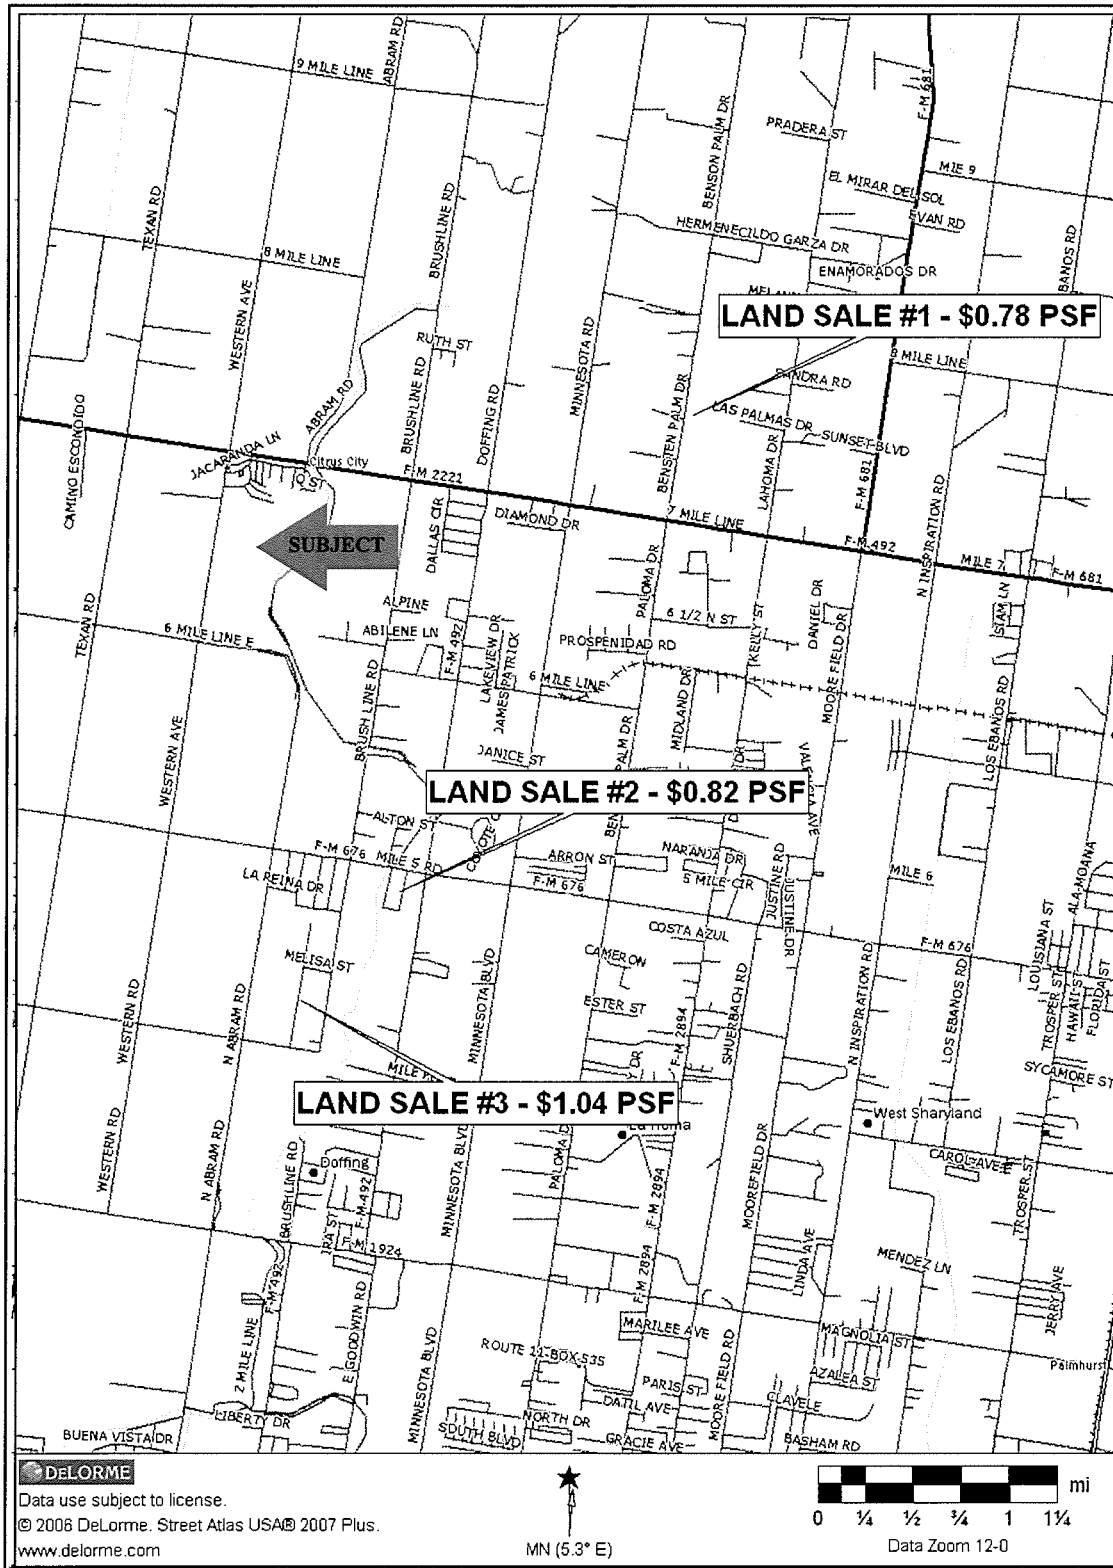 9 MILE LINE
ABRAM RD
F-M 681
PRADERA ST
BENSON PALM DR
MIE 9
EL MIRAR DEL SOL
EVAN RD
TEXAN RD
BRUSHLINE RD
HERMENECILDO GARZA DR
8 MILE LINE
ENAMORADOS DR
WESTERN AVE
LAND SALE #1 - $0.78 PSF
RUTH ST
MINNESOTA RD
8 MILE LINE
ABRAM RD
BRUSHLINE RD
DOFFING RD
BENSTEN PALM DR
LAS PALMAS DR
SUNSET BLVD
CAMINO ESCONDIDO
JACARANDA LN
Citrus City
Q ST
F-M 2221
LAHOMA DR
F-M 681
N INSPIRATION RD
DALLAS CIR
DIAMOND DR
7 MILE LINE
F-M 492
MILE 7
F-M 681
SUBJECT
PALOMA DR
ALPINE
6 1/2 N ST
KELLY ST
DANIEL DR
MOORE FIELD DR
SIAM LN
TEXAN RD
6 MILE LINE E
ABILENE LN
F-M 492
LAKEVIEW DR
JAMES PATRICK
PROSPENIDAD RD
6 MILE LINE
MIDLAND DR
LOS EBANOS RD
BRUSH LINE RD
JANICE ST
WESTERN AVE
LAND SALE #2 - $0.82 PSF
ALTON ST
F-M 676
MILE 5 RD
ARRON ST
NARANJA DR
LA REINA DR
F-M 676
5 MILE CIR
JUSTINE RD
JUSTINE DR
MILE 6
ALA-MOANA
COSTA AZUL
F-M 676
LOUISIANA ST
MELISA ST
CAMERON
ESTER ST
MINNESOTA BLVD
WESTERN RD
N ABRAM RD
F-M 2894
SHUERBACH RD
N INSPIRATION RD
LOS EBANOS RD
TROSPER ST
HAWAII ST
FLORIDA ST
SYCAMORE ST
LAND SALE #3 - $1.04 PSF
West Sharyland
Doffing
CAROL AVE E
WESTERN RD
N ABRAM RD
BRUSHLINE RD
IRA ST
F-M 492
F-M 1924
MINNESOTA BLVD
F-M 2894
MOOREFIELD DR
TROSPER ST
LINDA AVE
MENDEZ LN
F-M 492
F-M 2894
JERRY AVE
2 MILE LINE
E GOODWIN RD
MARILEE AVE
MAGNOLIA ST
ROUTE 11-BOX 535
Palmhurst
MINNESOTA BLVD
PARIS ST
MOORE FIELD RD
AZALEA ST
LIBERTY DR
DATIL AVE
CLAVELE
BUENA VISTA DR
NORTH DR
SOUTH BLVD
GRACIE AVE
BASHAM RD
DELORME
Data use subject to license.
© 2006 DeLorme. Street Atlas USA® 2007 Plus.
www.delorme.com
MN (5.3° E)
mi
0 ¼ ½ ¾ 1 1¼
Data Zoom 12-0